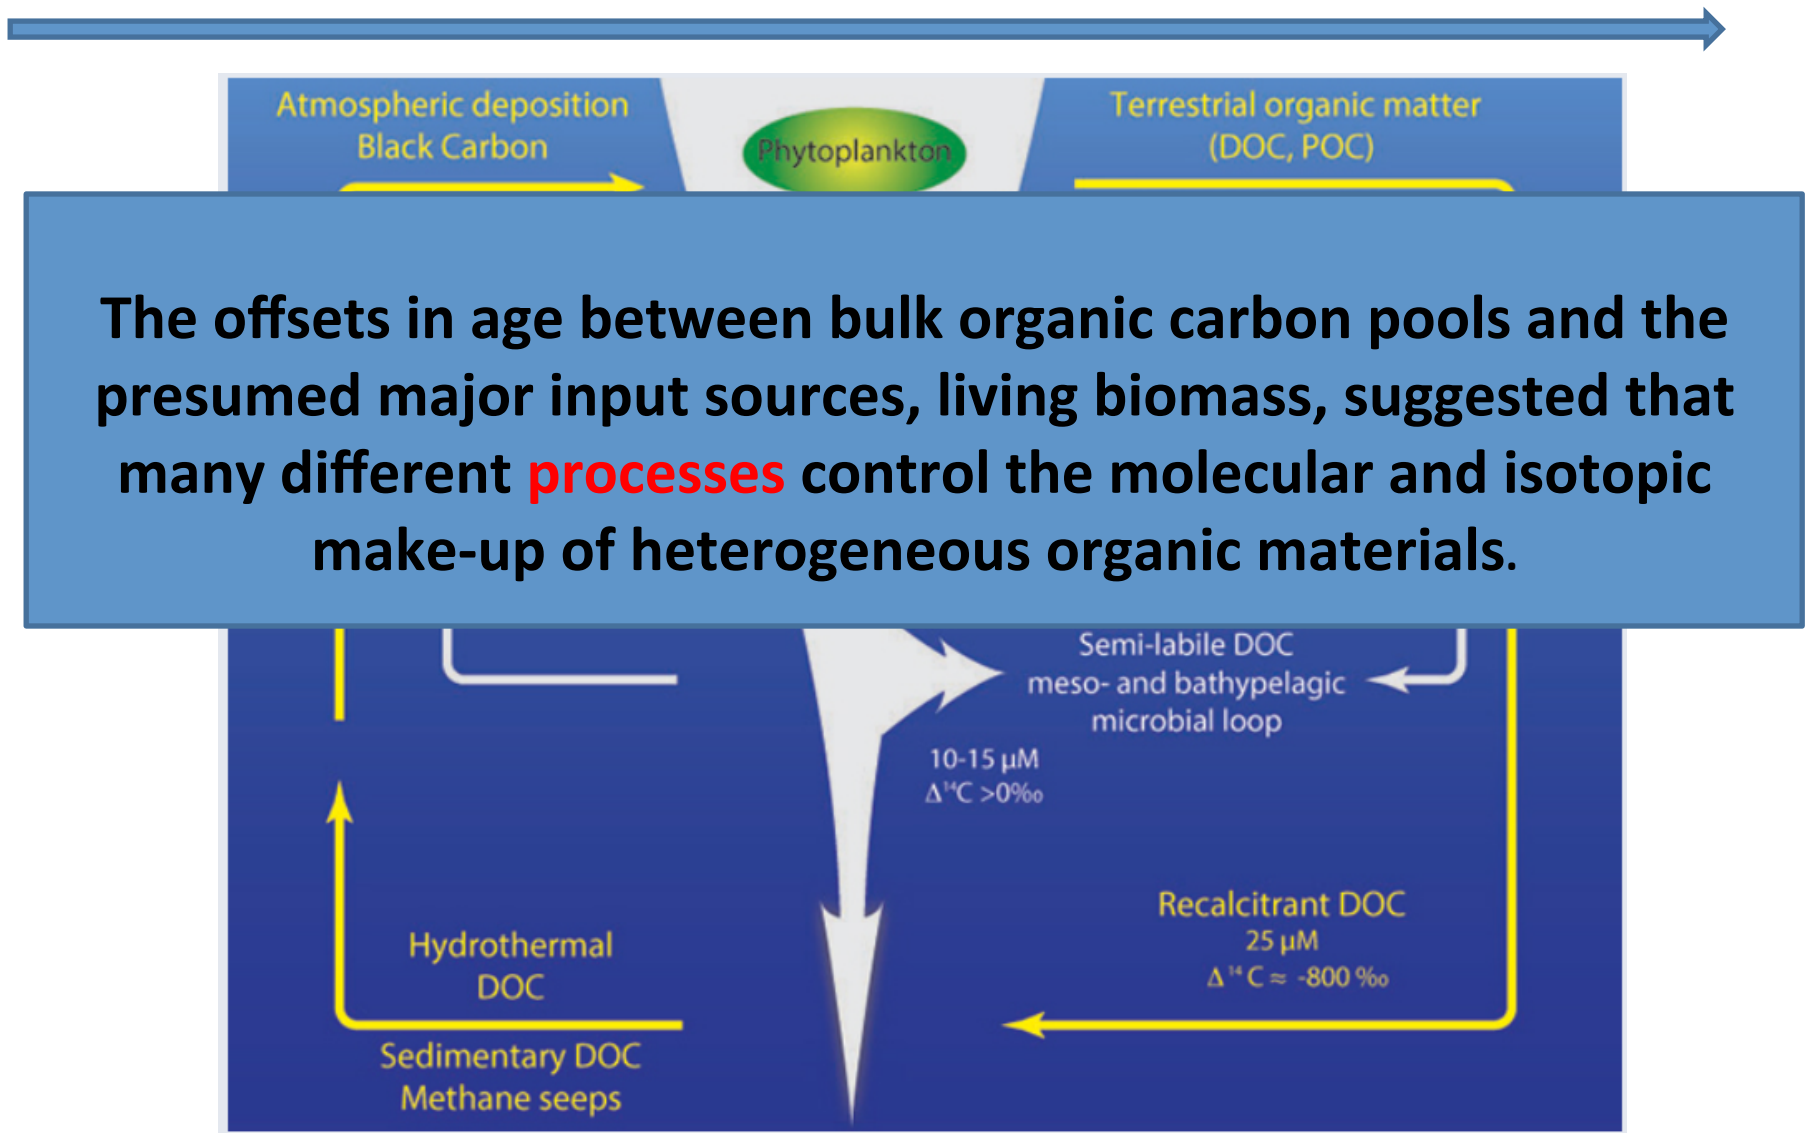 Atmospheric deposition
Black Carbon
Phytoplankton
Terrestrial organic matter
(DOC, POC)
The offsets in age between bulk organic carbon pools and the
presumed major input sources, living biomass, suggested that
many different processes control the molecular and isotopic
make-up of heterogeneous organic materials.
Semi-labile DOC
meso- and bathypelagic
microbial loop
10-15 µM
Δ¹⁴C >0‰
Recalcitrant DOC
25 µM
Δ ¹⁴ C ≈ -800 ‰
Hydrothermal
DOC
Sedimentary DOC
Methane seeps